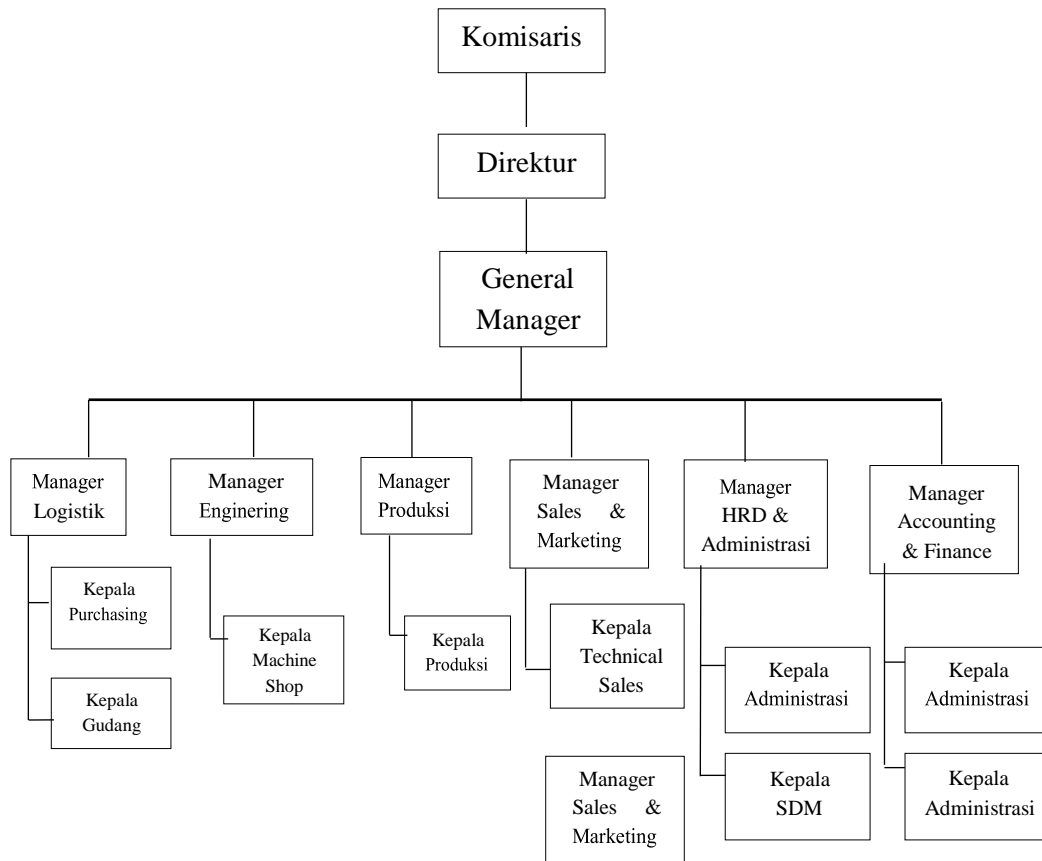 Komisaris
Direktur
General
Manager
Manager
Logistik
Manager
Enginering
Manager
Produksi
Manager
Sales &
Marketing
Manager
HRD &
Administrasi
Manager
Accounting
& Finance
Kepala
Purchasing
Kepala
Gudang
Kepala
Machine
Shop
Kepala
Produksi
Kepala
Technical
Sales
Manager
Sales &
Marketing
Kepala
Administrasi
Kepala
SDM
Kepala
Administrasi
Kepala
Administrasi